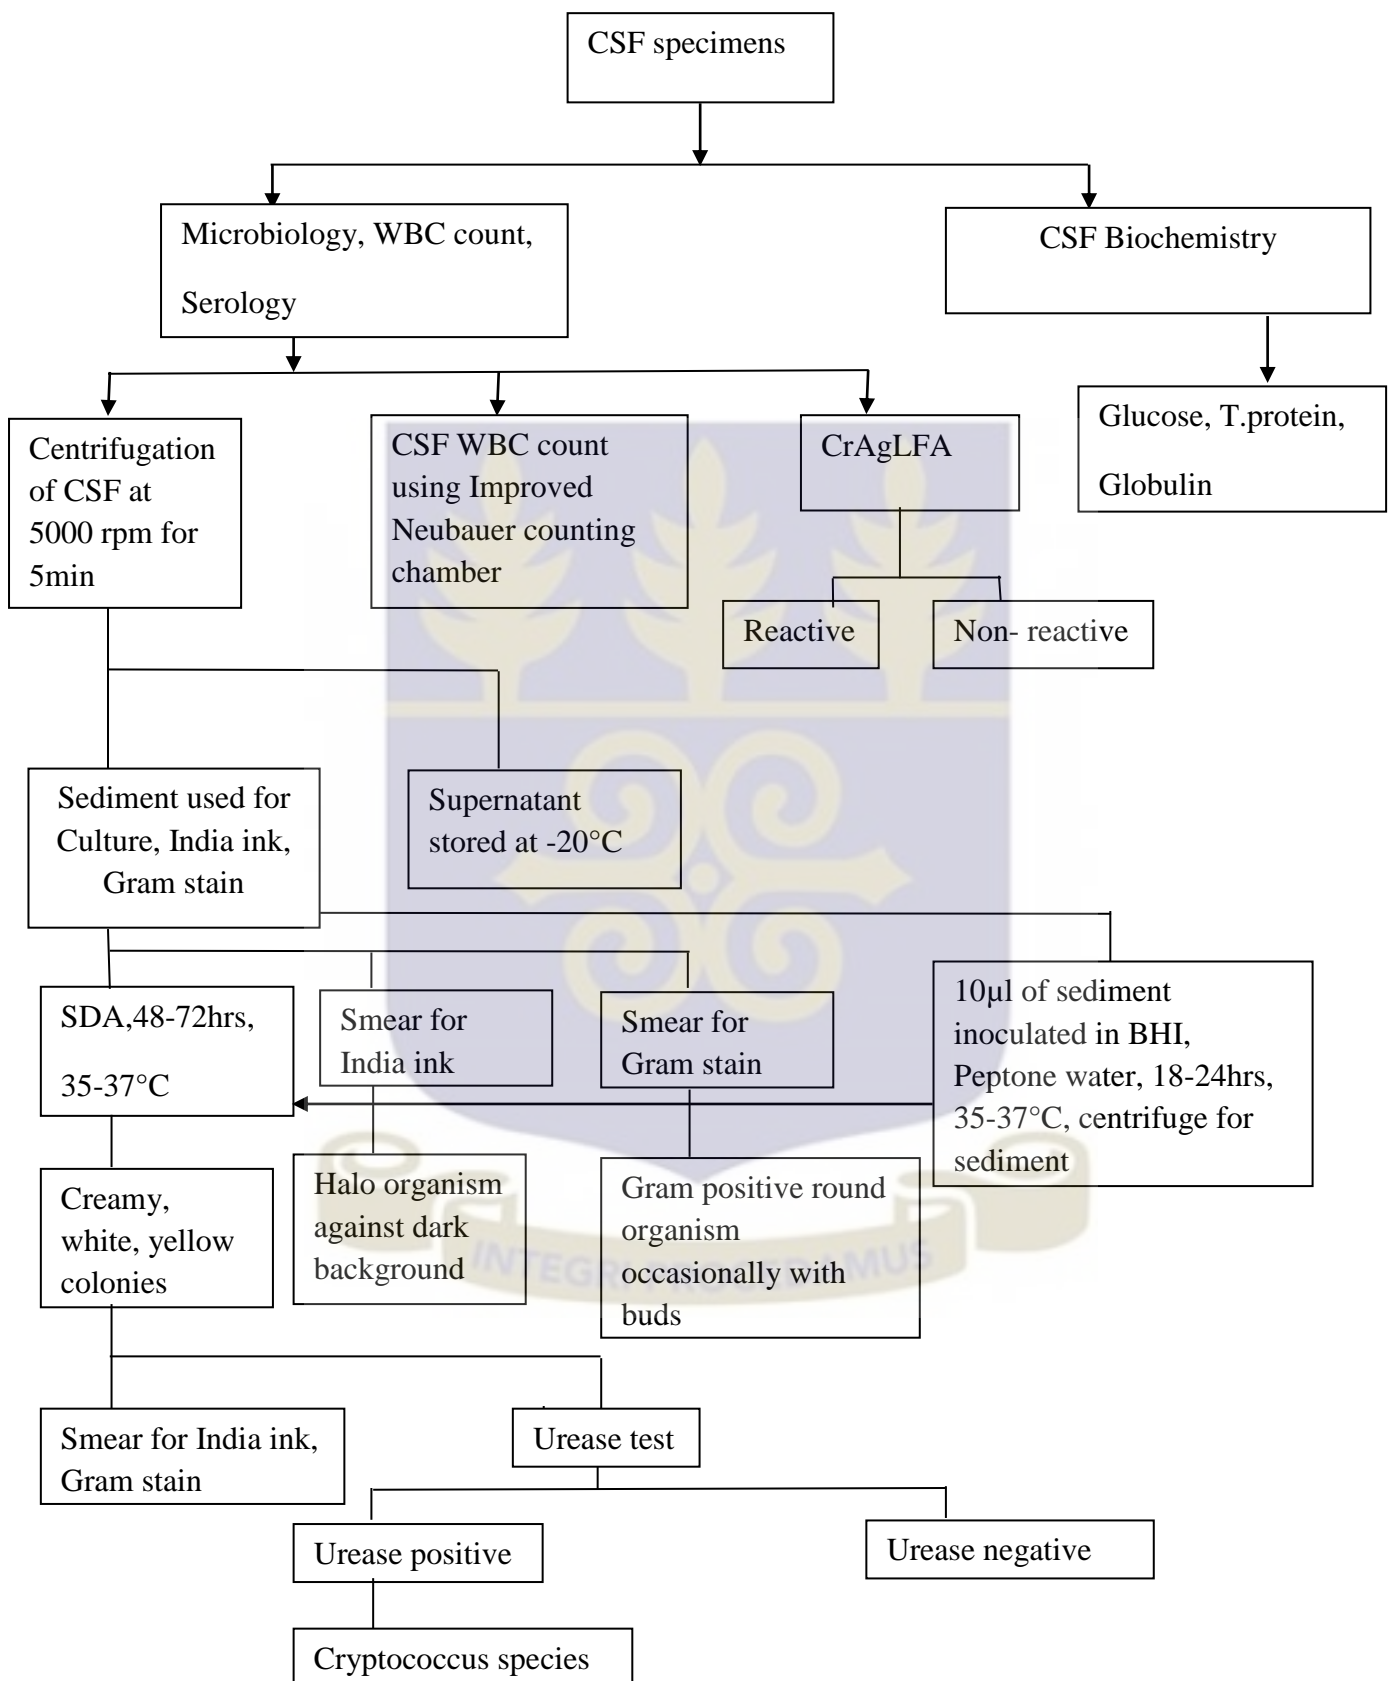 CSF specimens
Microbiology, WBC count,
Serology
CSF Biochemistry
Centrifugation
of CSF at
5000 rpm for
5min
CSF WBC count
using Improved
Neubauer counting
chamber
CrAgLFA
Glucose, T.protein,
Globulin
Reactive
Non- reactive
Sediment used for
Culture, India ink,
Gram stain
Supernatant
stored at -20°C
SDA,48-72hrs,
35-37°C
Smear for
India ink
Smear for
Gram stain
10µl of sediment
inoculated in BHI,
Peptone water, 18-24hrs,
35-37°C, centrifuge for
sediment
Creamy,
white, yellow
colonies
Halo organism
against dark
background
Gram positive round
organism
occasionally with
buds
INTEGRI PROCEDAMUS
Smear for India ink,
Gram stain
Urease test
Urease positive
Urease negative
Cryptococcus species